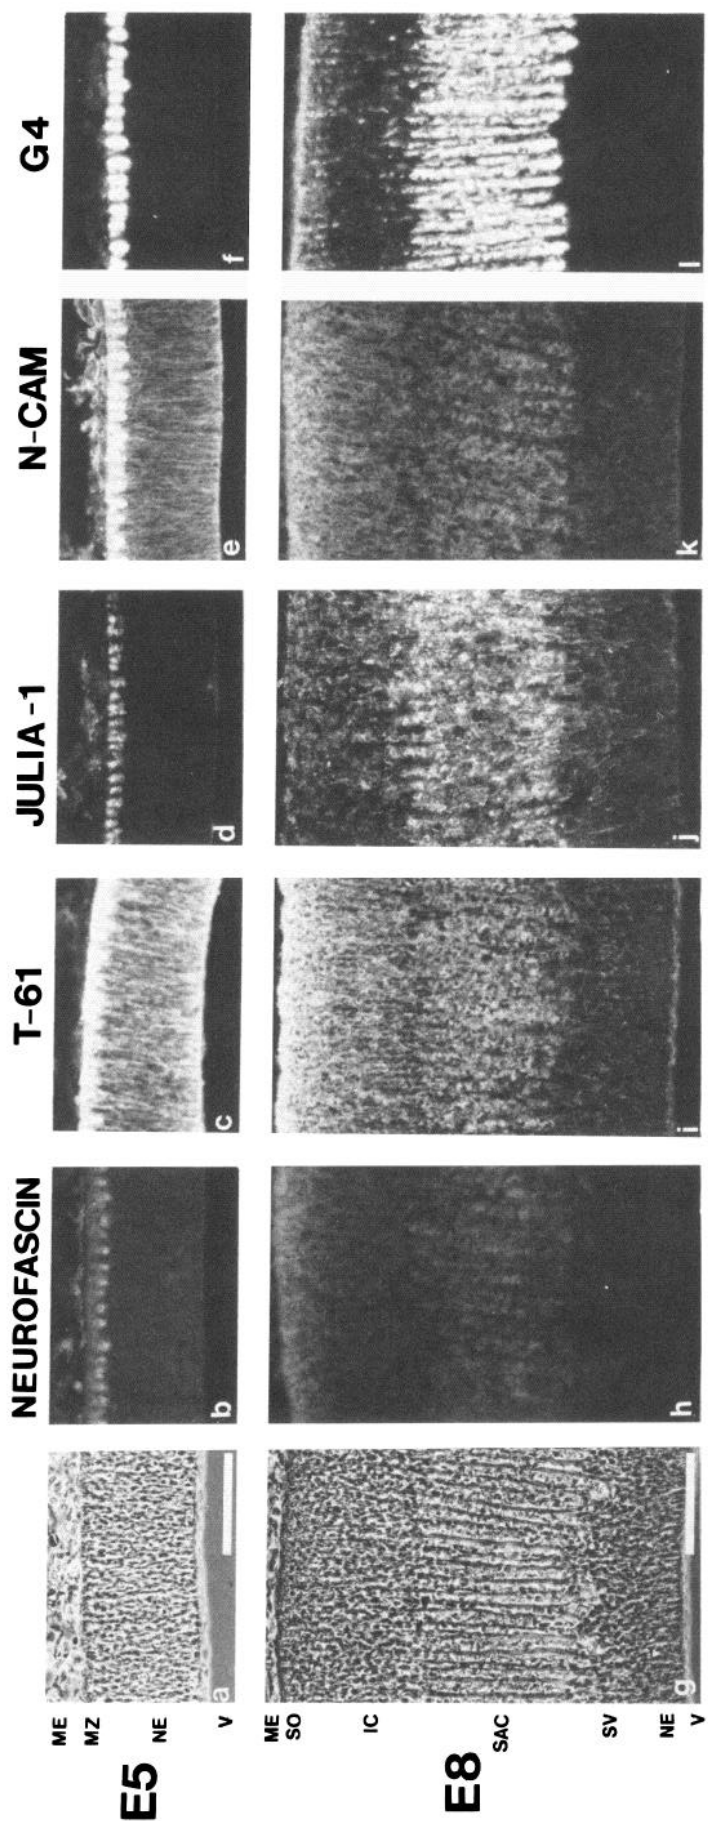 NEUROFASCIN T-61 JULIA-1 N-CAM G4
E5
ME
MZ
NE
V
a b c d e f
E8
ME
SO
IC
SAC
SV
NE
V
g h i j k l